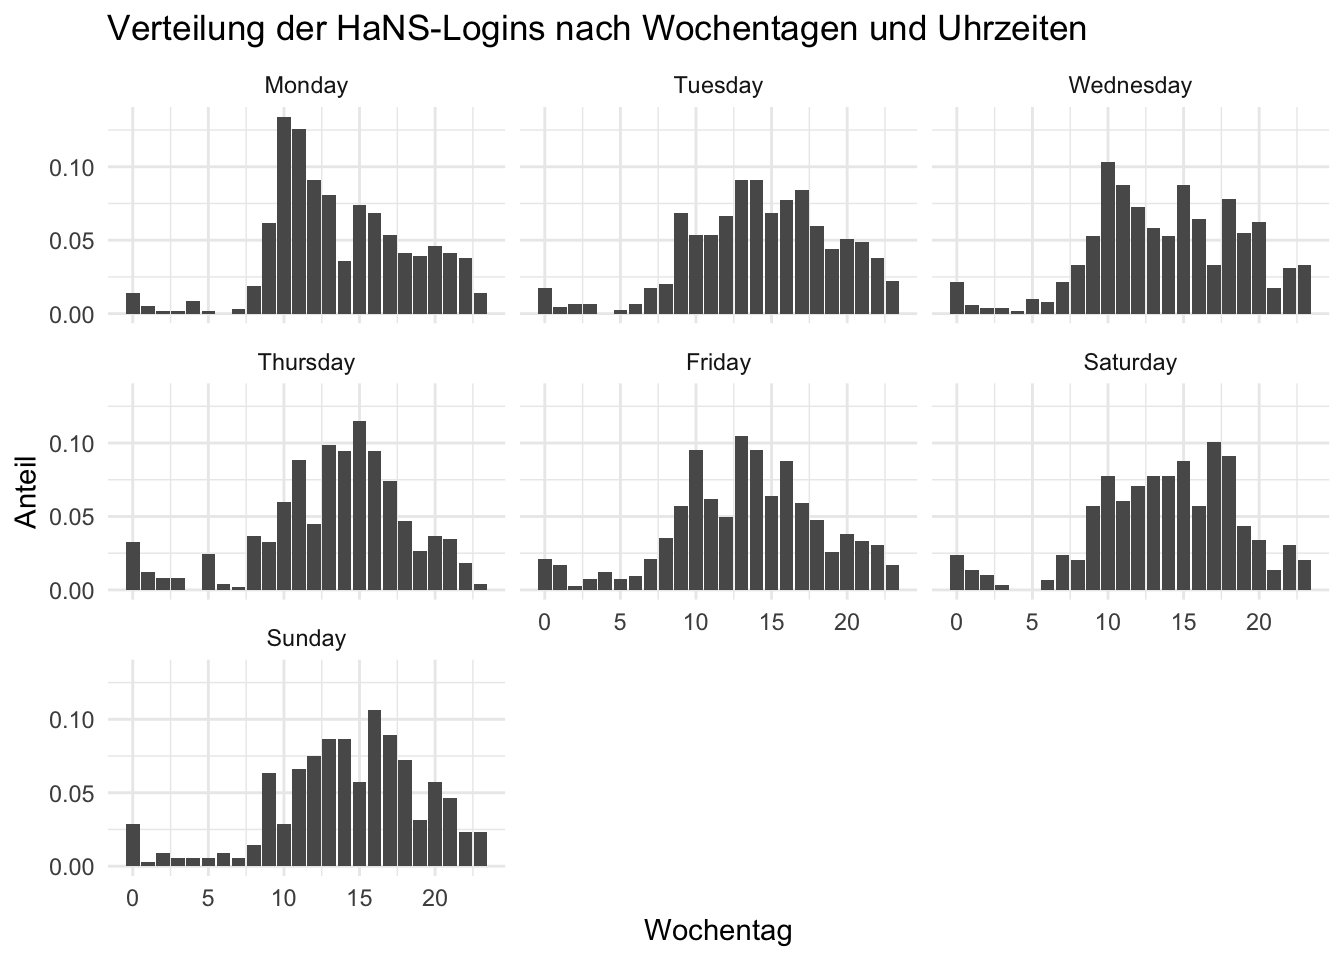 Verteilung der HaNS-Logins nach Wochentagen und Uhrzeiten
Monday Tuesday Wednesday
0.10
0.05
0.00
Thursday Friday Saturday
0.10
0.05
0.00
0 5 10 15 20 0 5 10 15 20
Sunday
0.10
0.05
0.00
0 5 10 15 20
Anteil
Wochentag